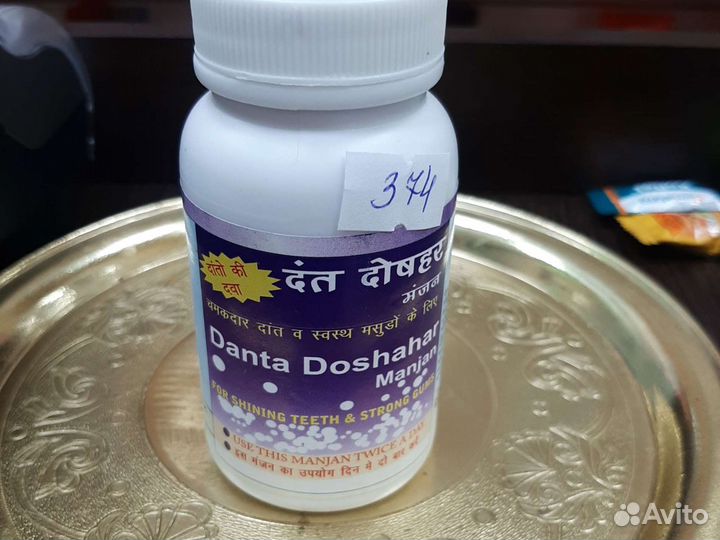 374
दांतो की
दवा
दंत दोषहर
मंजन
चमकदार दांत व स्वस्थ मसुडों के लिए
Danta Doshahar
Manjan
FOR SHINING TEETH & STRONG GUMS
USE THIS MANJAN TWICE A DAY
इस मंजन का उपयोग दिन मे दो बार करें
Avito